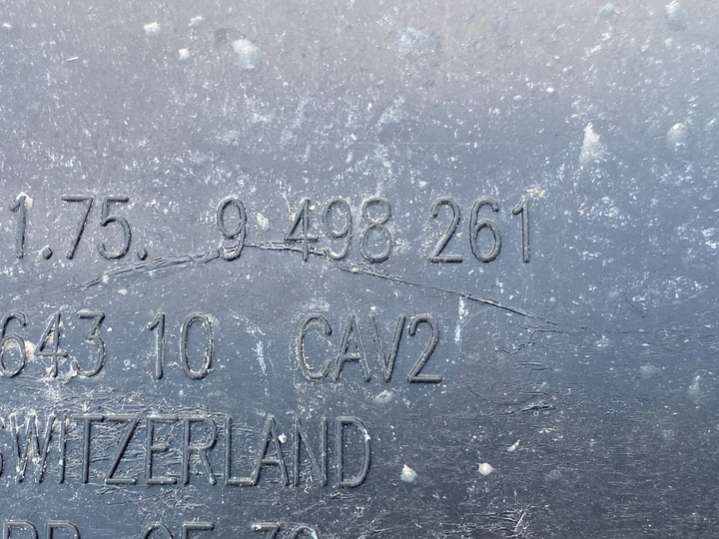 1.75. 9 498 261
643 10 CAV2
SWITZERLAND